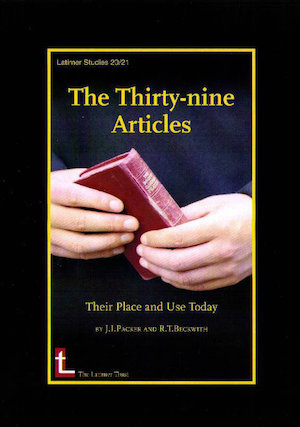 Latimer Studies 20/21
The Thirty-nine
Articles
Their Place and Use Today
BY J.I.PACKER AND R.T.BECKWITH
The Latimer Trust